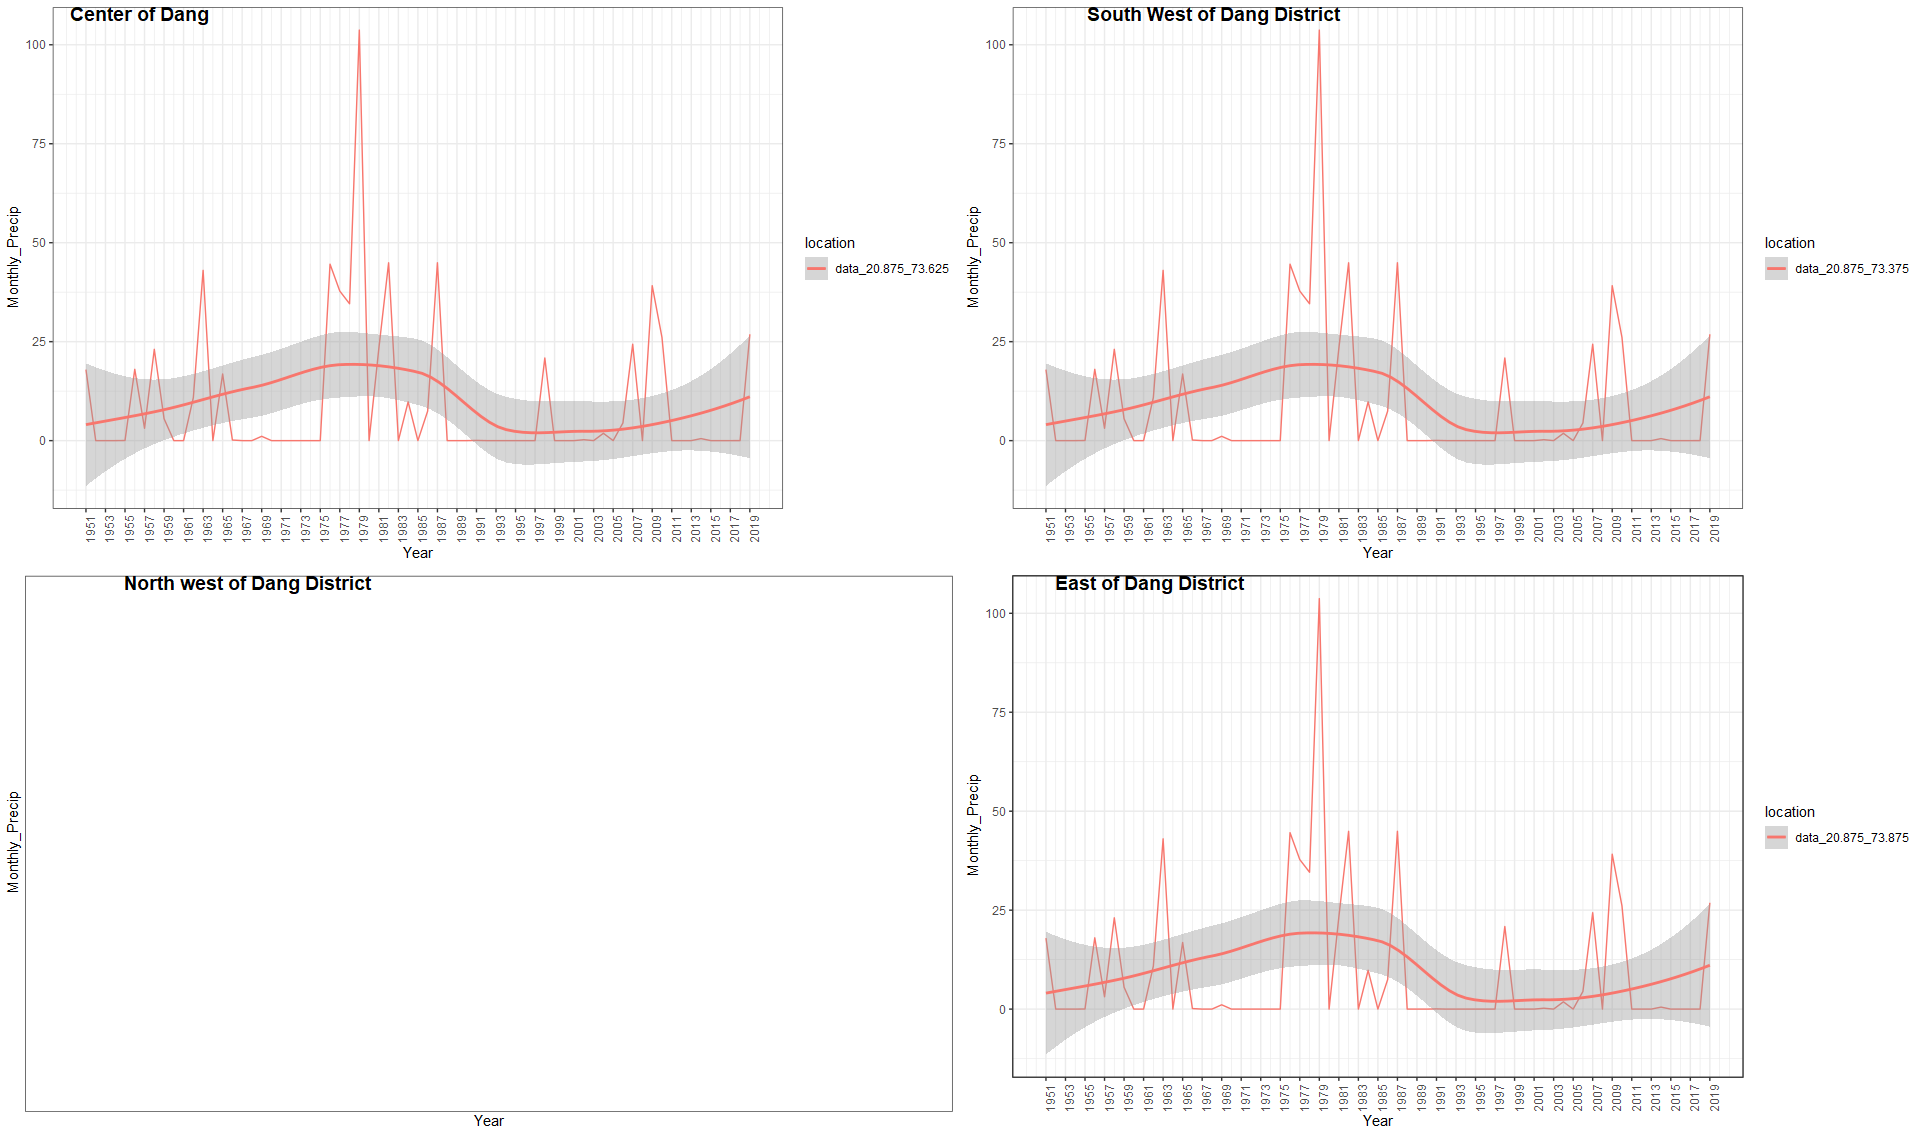 Center of Dang
Monthly_Precip
100
75
50
25
0
1951 1953 1955 1957 1959 1961 1963 1965 1967 1969 1971 1973 1975 1977 1979 1981 1983 1985 1987 1989 1991 1993 1995 1997 1999 2001 2003 2005 2007 2009 2011 2013 2015 2017 2019
Year
location
data_20.875_73.625
South West of Dang District
Monthly_Precip
100
75
50
25
0
1951 1953 1955 1957 1959 1961 1963 1965 1967 1969 1971 1973 1975 1977 1979 1981 1983 1985 1987 1989 1991 1993 1995 1997 1999 2001 2003 2005 2007 2009 2011 2013 2015 2017 2019
Year
location
data_20.875_73.375
North west of Dang District
Monthly_Precip
Year
East of Dang District
Monthly_Precip
100
75
50
25
0
1951 1953 1955 1957 1959 1961 1963 1965 1967 1969 1971 1973 1975 1977 1979 1981 1983 1985 1987 1989 1991 1993 1995 1997 1999 2001 2003 2005 2007 2009 2011 2013 2015 2017 2019
Year
location
data_20.875_73.875